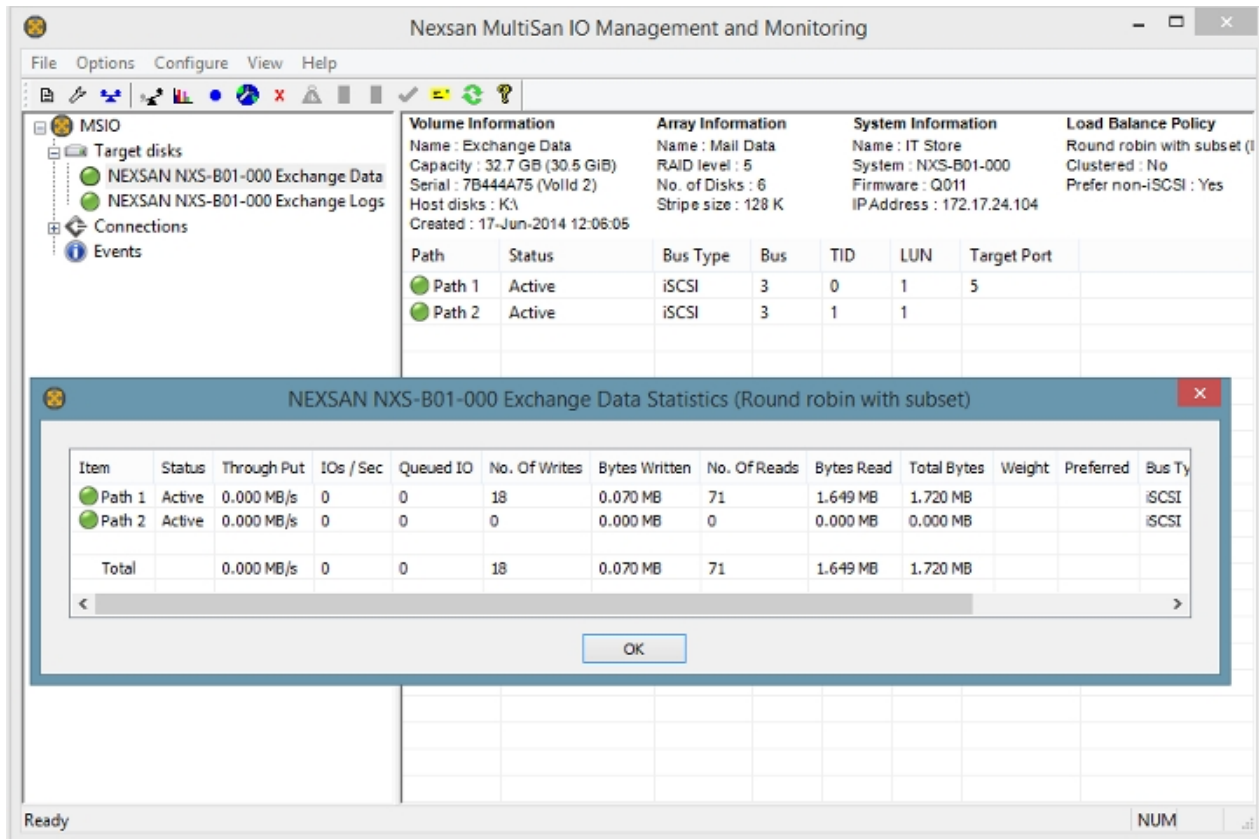 Nexsan MultiSan IO Management and Monitoring
File Options Configure View Help
MSIO
Target disks
NEXSAN NXS-B01-000 Exchange Data
NEXSAN NXS-B01-000 Exchange Logs
Connections
Events
Volume Information Array Information System Information Load Balance Policy
Name : Exchange Data Name : Mail Data Name : IT Store Round robin with subset (l
Capacity : 32.7 GB (30.5 GiB) RAID level : 5 System : NXS-B01-000 Clustered : No
Serial : 7B444A75 (VolId 2) No. of Disks : 6 Firmware : Q011 Prefer non-iSCSI : Yes
Host disks : K:\ Stripe size : 128 K IP Address : 172.17.24.104
Created : 17-Jun-2014 12:06:05
Path Status Bus Type Bus TID LUN Target Port
Path 1 Active iSCSI 3 0 1 5
Path 2 Active iSCSI 3 1 1
NEXSAN NXS-B01-000 Exchange Data Statistics (Round robin with subset)
Item Status Through Put IOs / Sec Queued IO No. Of Writes Bytes Written No. Of Reads Bytes Read Total Bytes Weight Preferred Bus Ty
Path 1 Active 0.000 MB/s 0 0 18 0.070 MB 71 1.649 MB 1.720 MB iSCSI
Path 2 Active 0.000 MB/s 0 0 0 0.000 MB 0 0.000 MB 0.000 MB iSCSI
Total 0.000 MB/s 0 0 18 0.070 MB 71 1.649 MB 1.720 MB
OK
Ready NUM